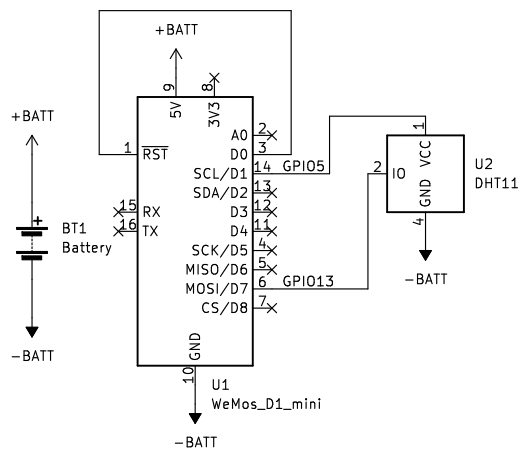 +BATT
BT1
Battery
-BATT
+BATT
9
5V
8
3V3
1
RST
A0
2
D0
3
SCL/D1
14
GPIO5
SDA/D2
13
15
RX
D3
12
16
TX
D4
11
SCK/D5
4
MISO/D6
5
MOSI/D7
6
GPIO13
CS/D8
7
GND
10
U1
WeMos_D1_mini
-BATT
1
VCC
2
IO
U2
DHT11
GND
4
-BATT